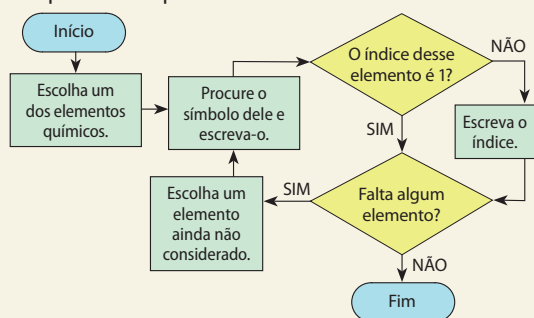 Início
Escolha um
dos elementos
químicos.
Procure o
símbolo dele e
escreva-o.
O índice desse
elemento é 1?
NÃO
SIM
Escreva o
índice.
Falta algum
elemento?
SIM
Escolha um
elemento
ainda não
considerado.
NÃO
Fim